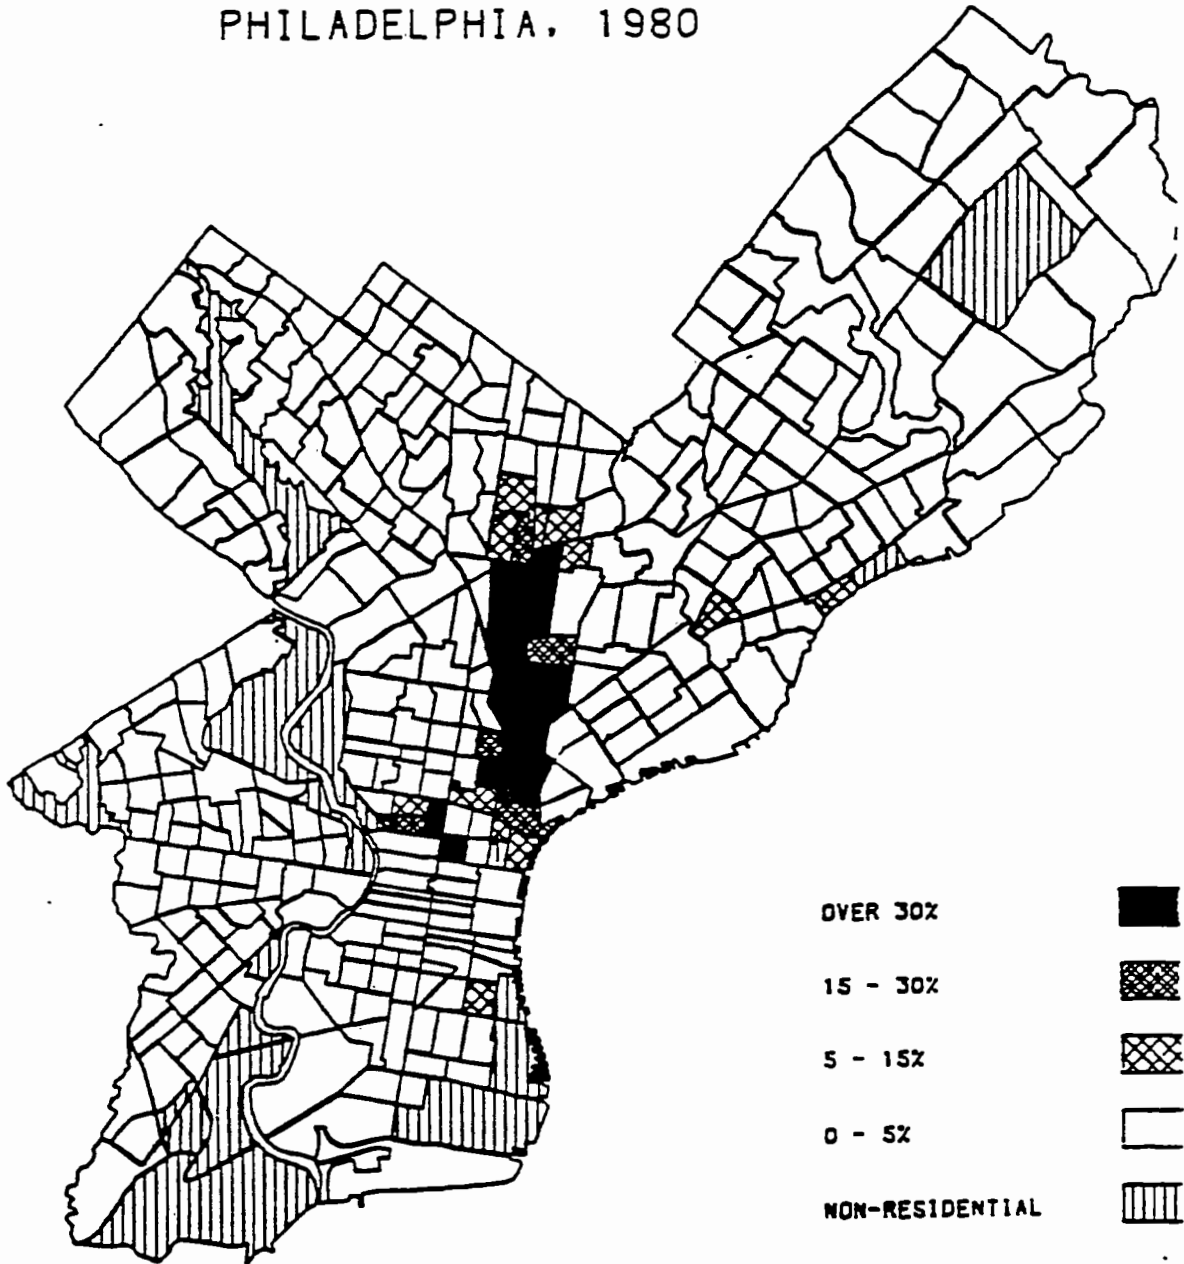 PHILADELPHIA, 1980
OVER 30%
15 - 30%
5 - 15%
0 - 5%
NON-RESIDENTIAL